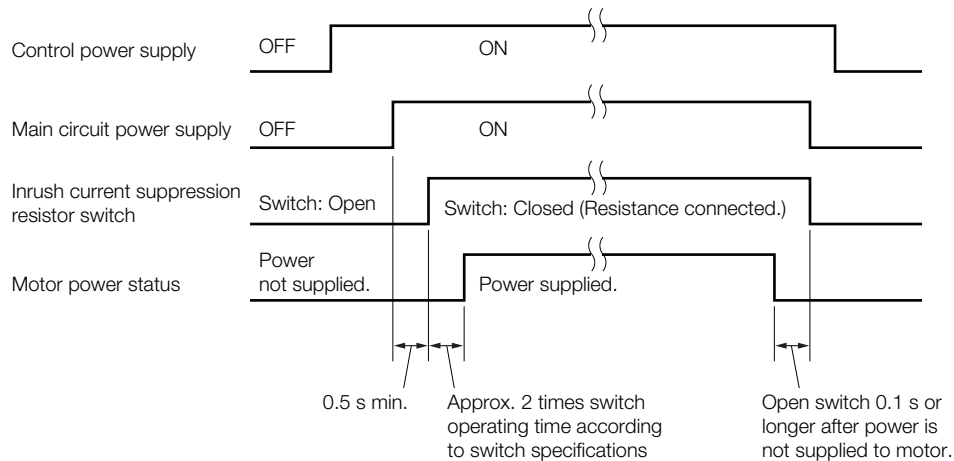 Control power supply
OFF
ON
Main circuit power supply
OFF
ON
Inrush current suppression
resistor switch
Switch: Open
Switch: Closed (Resistance connected.)
Motor power status
Power
not supplied.
Power supplied.
0.5 s min.
Approx. 2 times switch
operating time according
to switch specifications
Open switch 0.1 s or
longer after power is
not supplied to motor.